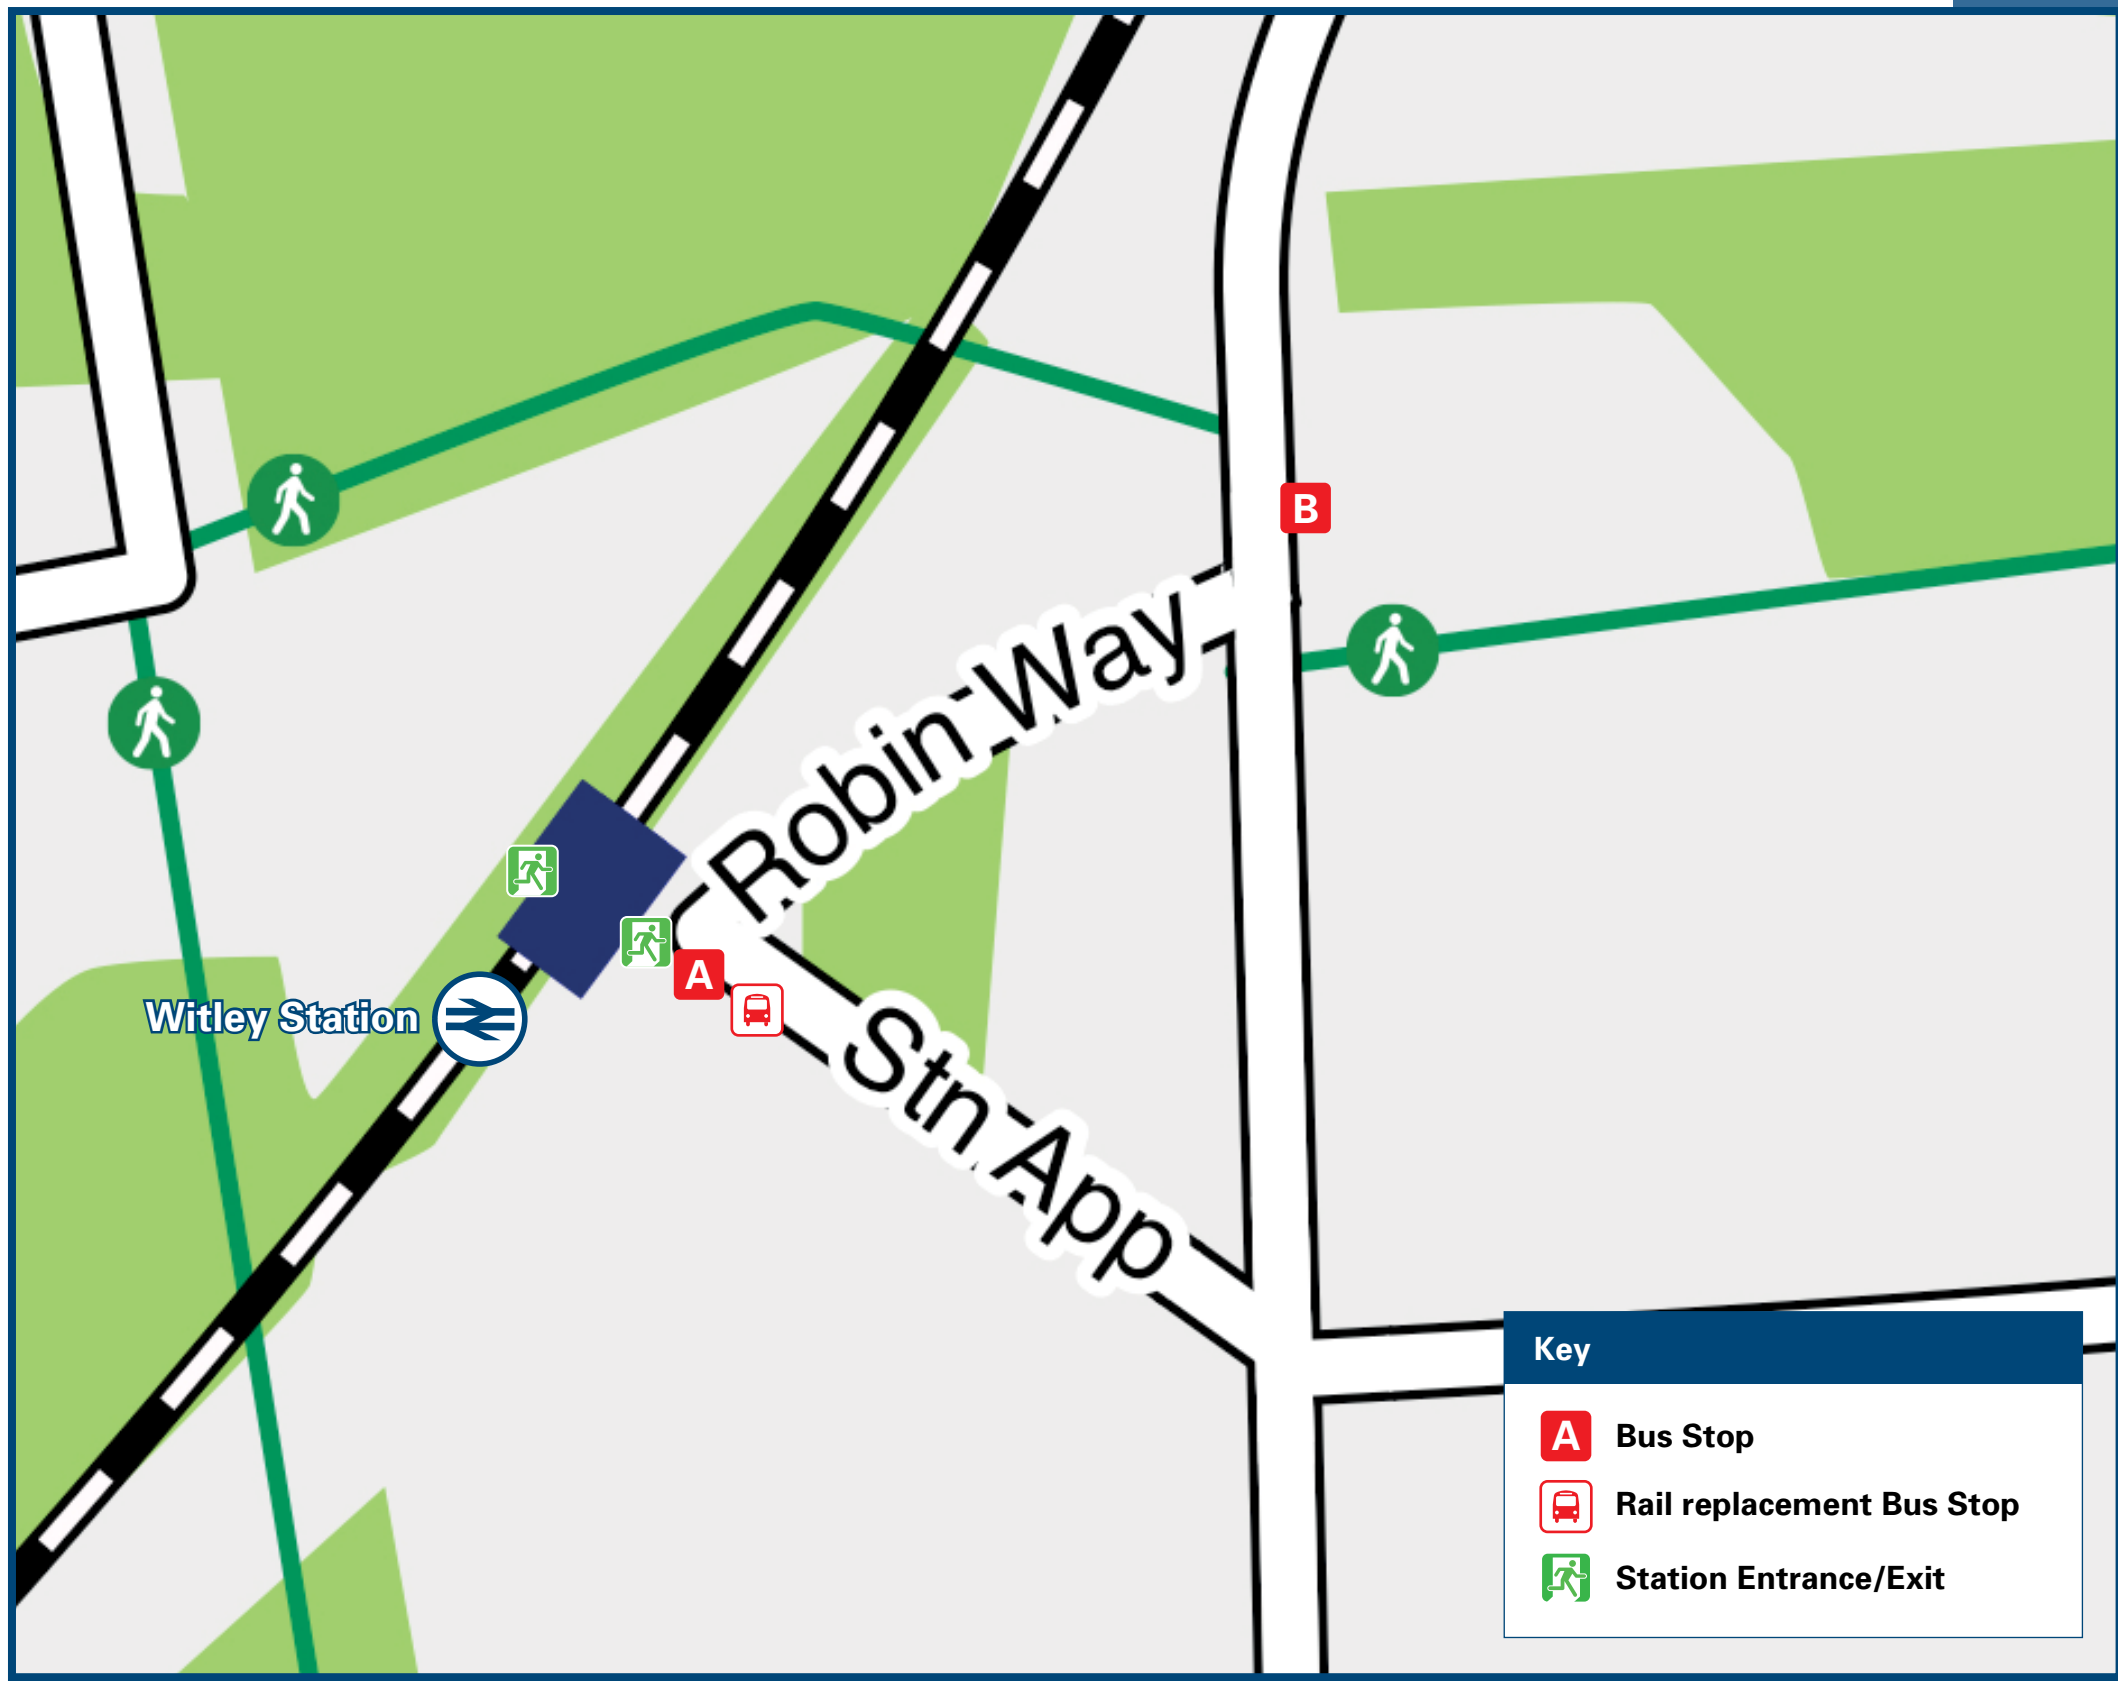 B
Robin Way
A
Witley Station
Stn App
Key
A Bus Stop
Rail replacement Bus Stop
Station Entrance/Exit